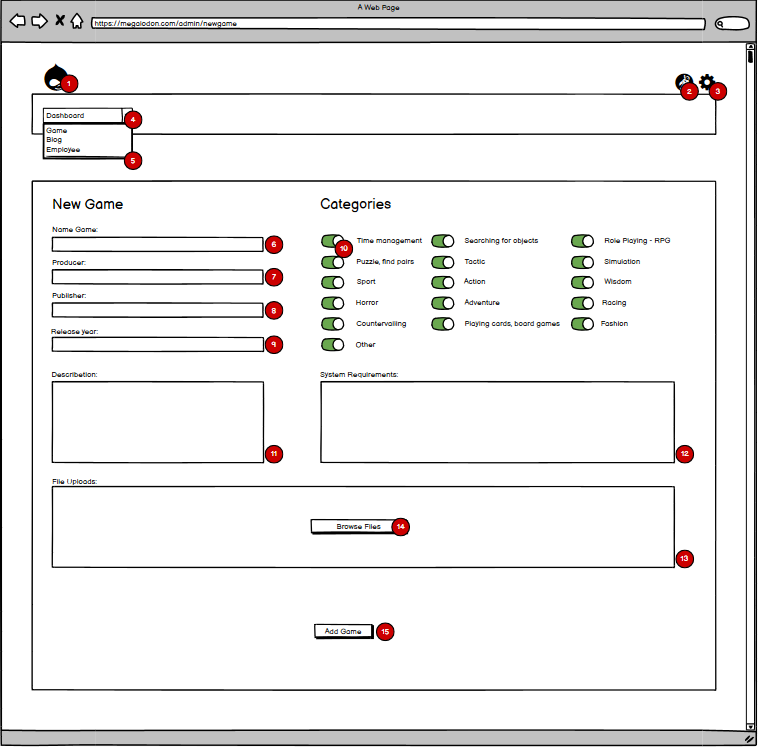 A Web Page
https://megalodon.com/admin/newgame
1
2
3
Dashboard
4
Game
Blog
Employee
5
New Game
Categories
Name Game:
6
Producer:
7
Publisher:
8
Release year:
9
10
Time management
Searching for objects
Role Playing - RPG
Puzzle, find pairs
Tactic
Simulation
Sport
Action
Wisdom
Horror
Adventure
Racing
Countervailing
Playing cards, board games
Fashion
Other
Describetion:
System Requirements:
11
12
File Uploads:
Browse Files
14
13
Add Game
15